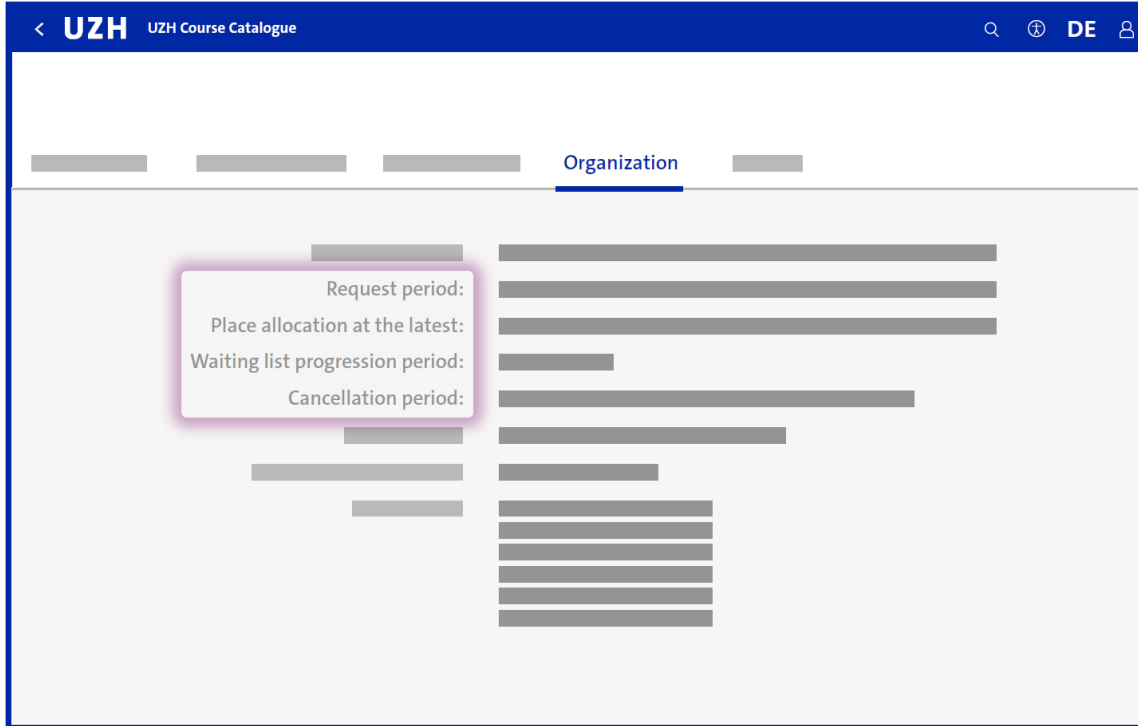 UZH UZH Course Catalogue DE
Organization
Request period:
Place allocation at the latest:
Waiting list progression period:
Cancellation period: